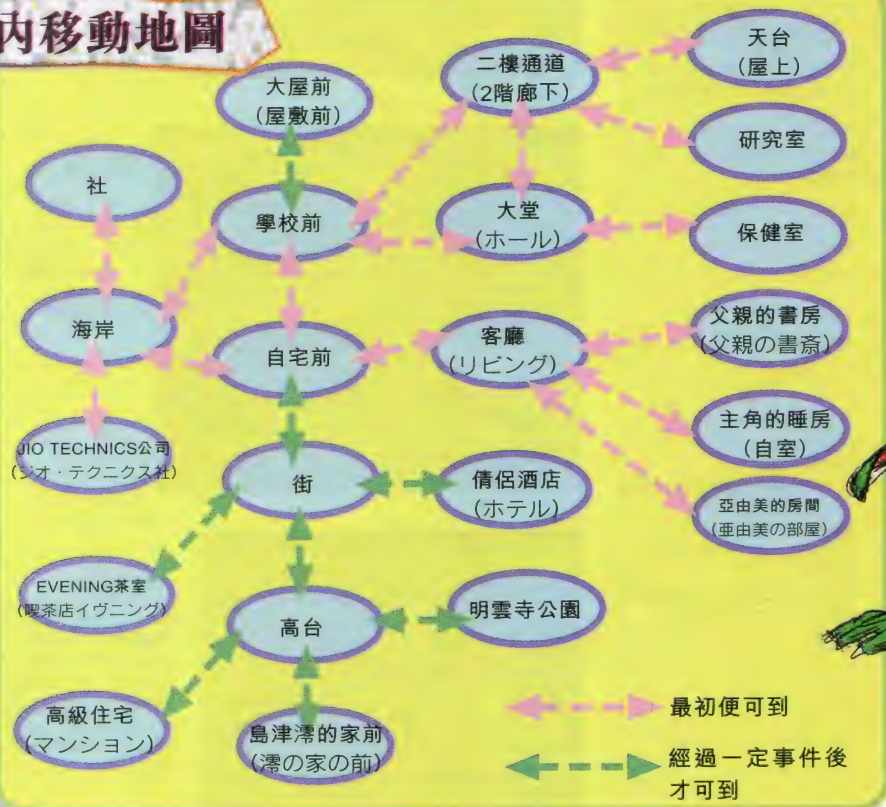 內移動地圖
天台
(屋上)
二樓通道
(2階廊下)
大屋前
(屋敷前)
研究室
社
學校前
大堂
(ホール)
保健室
海岸
自宅前
客廳
(リビング)
父親的書房
(父親の書斎)
主角的睡房
(自室)
JIO TECHNICS公司
(ジオ・テクニクス社)
街
倩侶酒店
(ホテル)
亞由美的房間
(亜由美の部屋)
EVENING茶室
(喫茶店イヴニング)
高台
明雲寺公園
高級住宅
(マンション)
島津澪的家前
(澪の家の前)
最初便可到
經過一定事件後
才可到